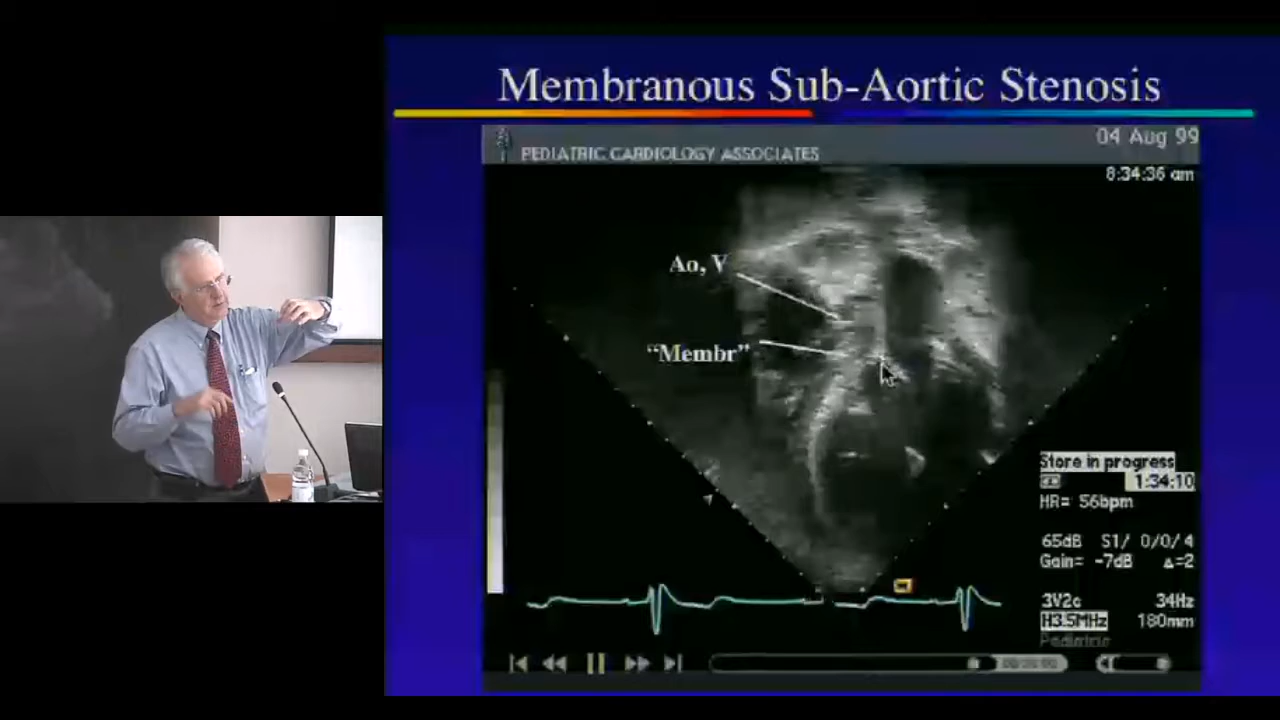 Membranous Sub-Aortic Stenosis
PEDIATRIC CARDIOLOGY ASSOCIATES
04 Aug 99
8:34:36 am
Ao, V
“Membr”
Store in progress
1:34:10
HR= 56bpm
65dB S1/ 0/0/4
Gain= -7dB Δ=2
3V2c 34Hz
H3.5MHz 180mm
Pediatric